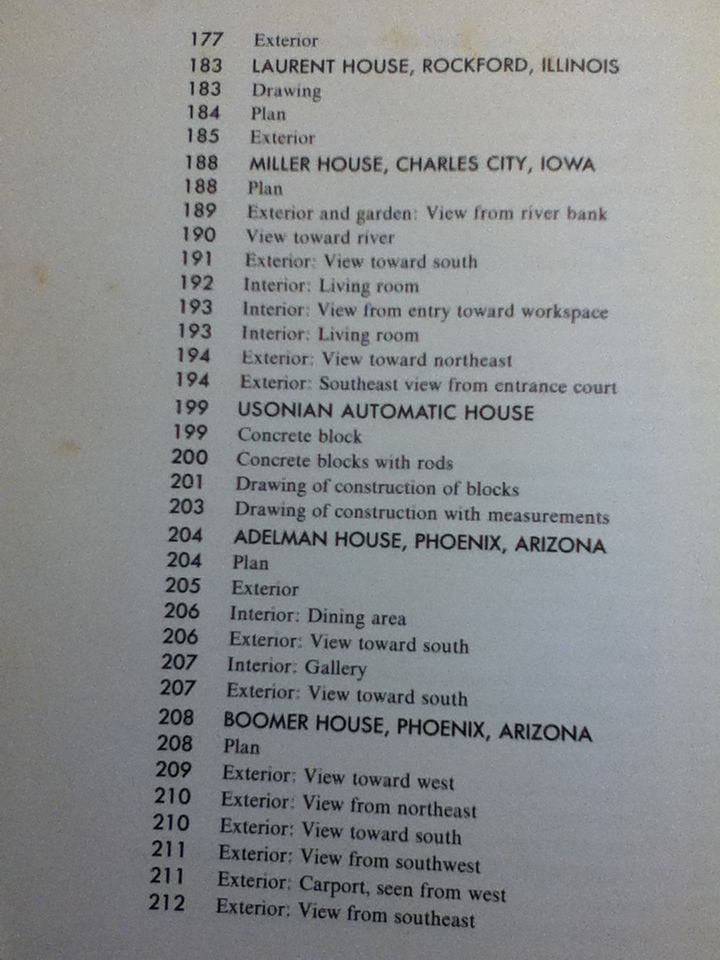 177 Exterior
183 LAURENT HOUSE, ROCKFORD, ILLINOIS
183 Drawing
184 Plan
185 Exterior
188 MILLER HOUSE, CHARLES CITY, IOWA
188 Plan
189 Exterior and garden: View from river bank
190 View toward river
191 Exterior: View toward south
192 Interior: Living room
193 Interior: View from entry toward workspace
193 Interior: Living room
194 Exterior: View toward northeast
194 Exterior: Southeast view from entrance court
199 USONIAN AUTOMATIC HOUSE
199 Concrete block
200 Concrete blocks with rods
201 Drawing of construction of blocks
203 Drawing of construction with measurements
204 ADELMAN HOUSE, PHOENIX, ARIZONA
204 Plan
205 Exterior
206 Interior: Dining area
206 Exterior: View toward south
207 Interior: Gallery
207 Exterior: View toward south
208 BOOMER HOUSE, PHOENIX, ARIZONA
208 Plan
209 Exterior: View toward west
210 Exterior: View from northeast
210 Exterior: View toward south
211 Exterior: View from southwest
211 Exterior: Carport, seen from west
212 Exterior: View from southeast